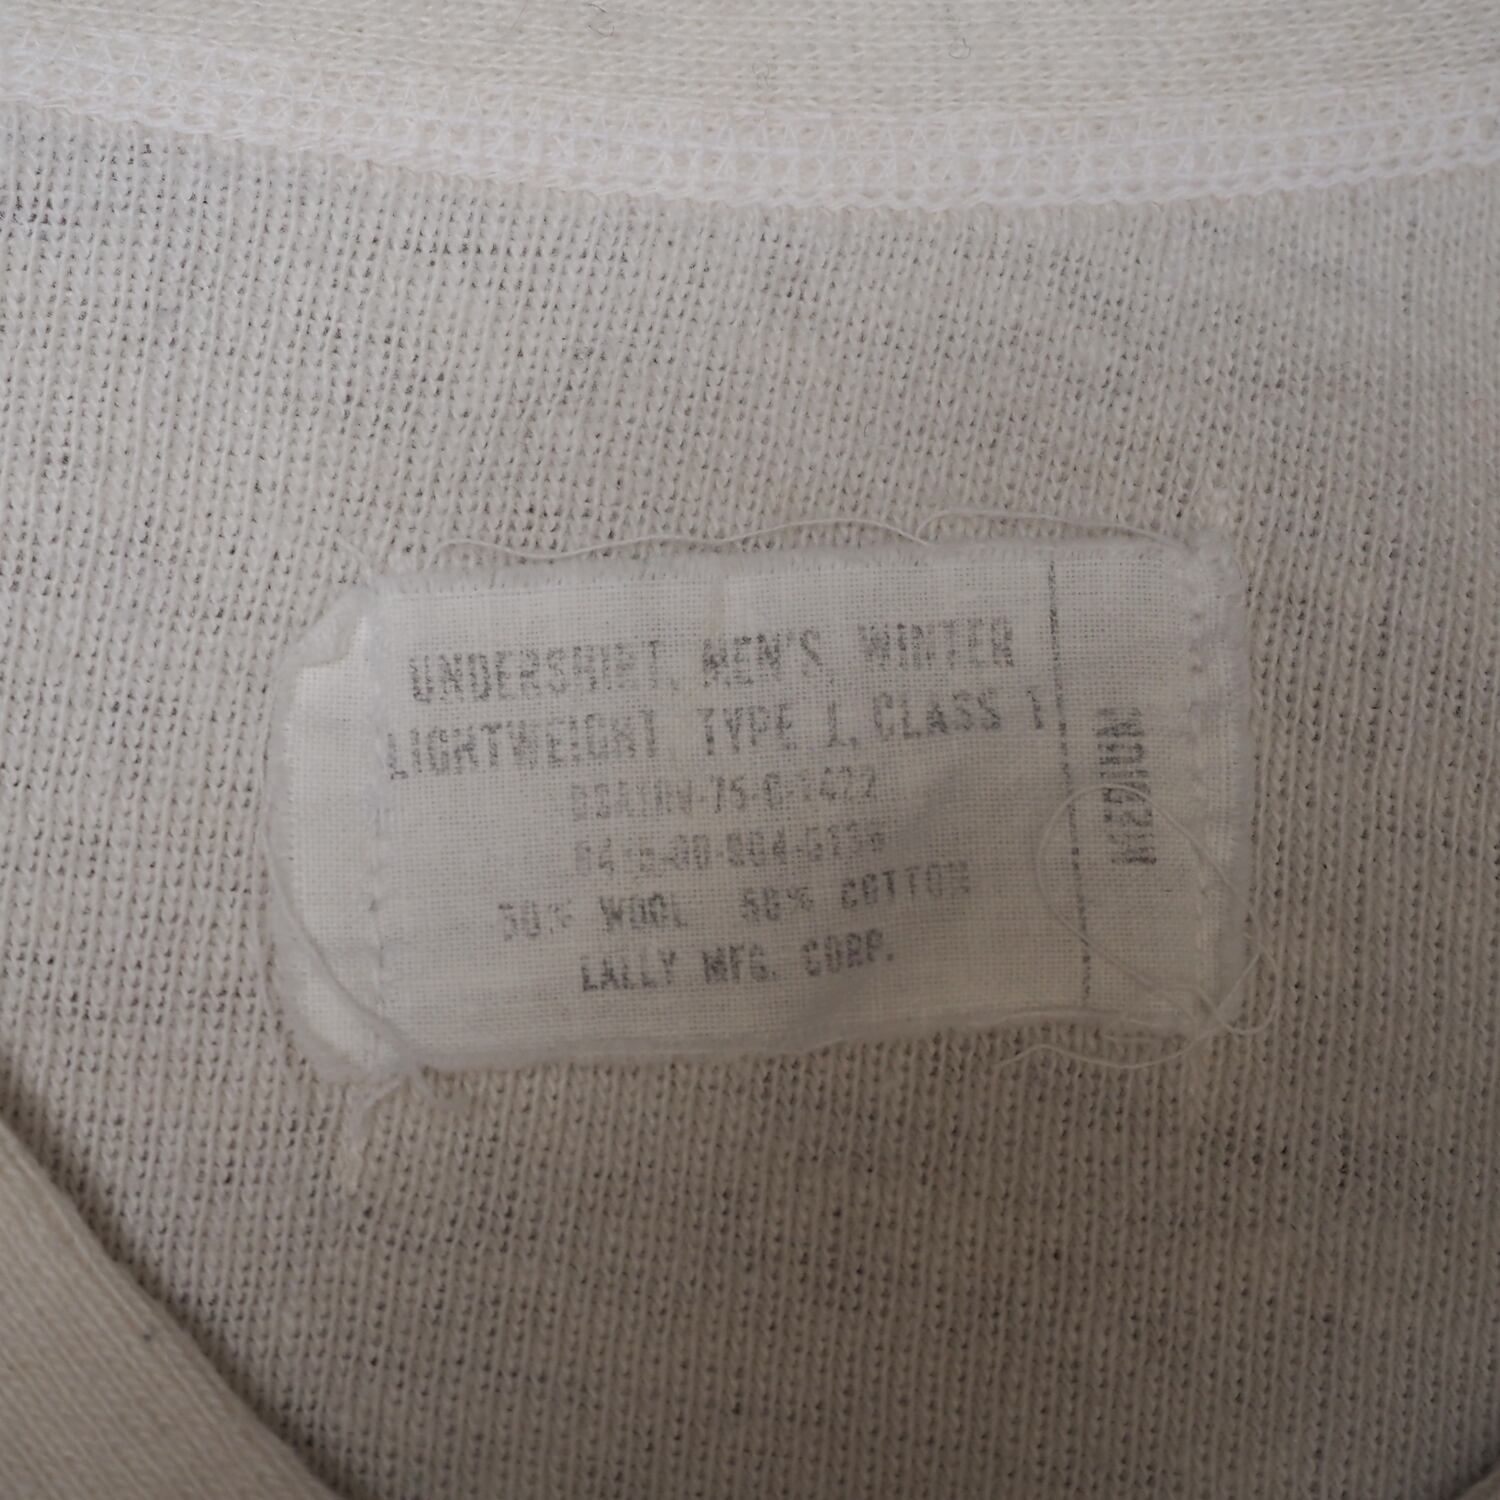 UNDERSHIRT, MEN'S, WINTER
LIGHTWEIGHT TYPE I, CLASS 1
50% WOOL 50% COTTON
LALLY MFG. CORP.
MEDIUM